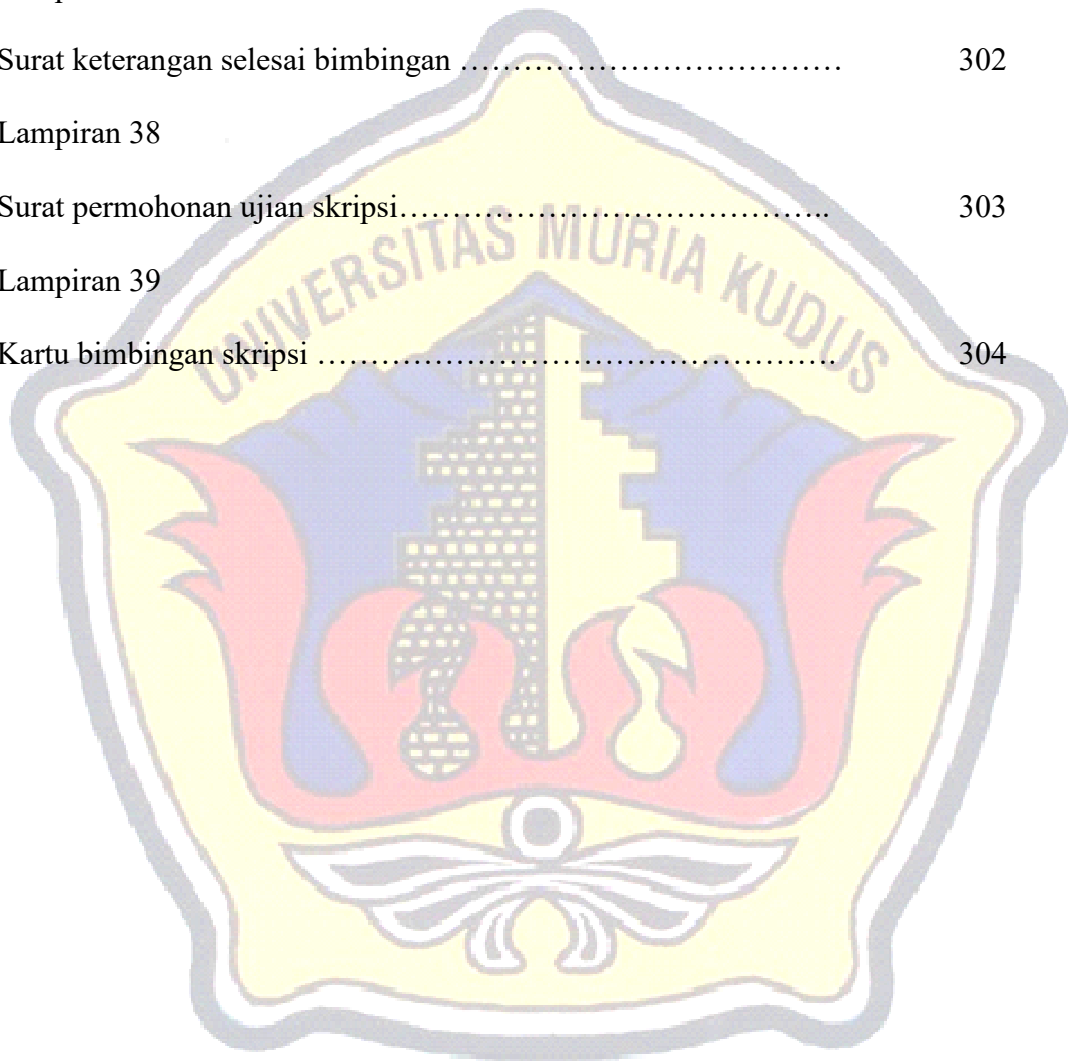 Surat keterangan selesai bimbingan ……………………………… 302
Lampiran 38
Surat permohonan ujian skripsi………………………………….. 303
Lampiran 39
Kartu bimbingan skripsi …………………………………………. 304
UNIVERSITAS MURIA KUDUS